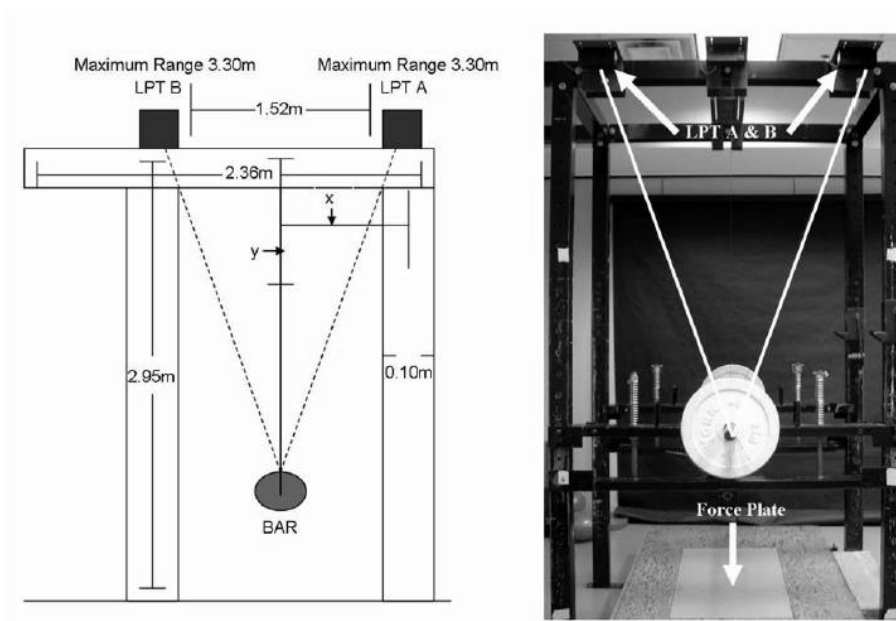 Maximum Range 3.30m
LPT B
Maximum Range 3.30m
LPT A
1.52m
2.36m
x
y
2.95m
0.10m
BAR
LPT A & B
Force Plate